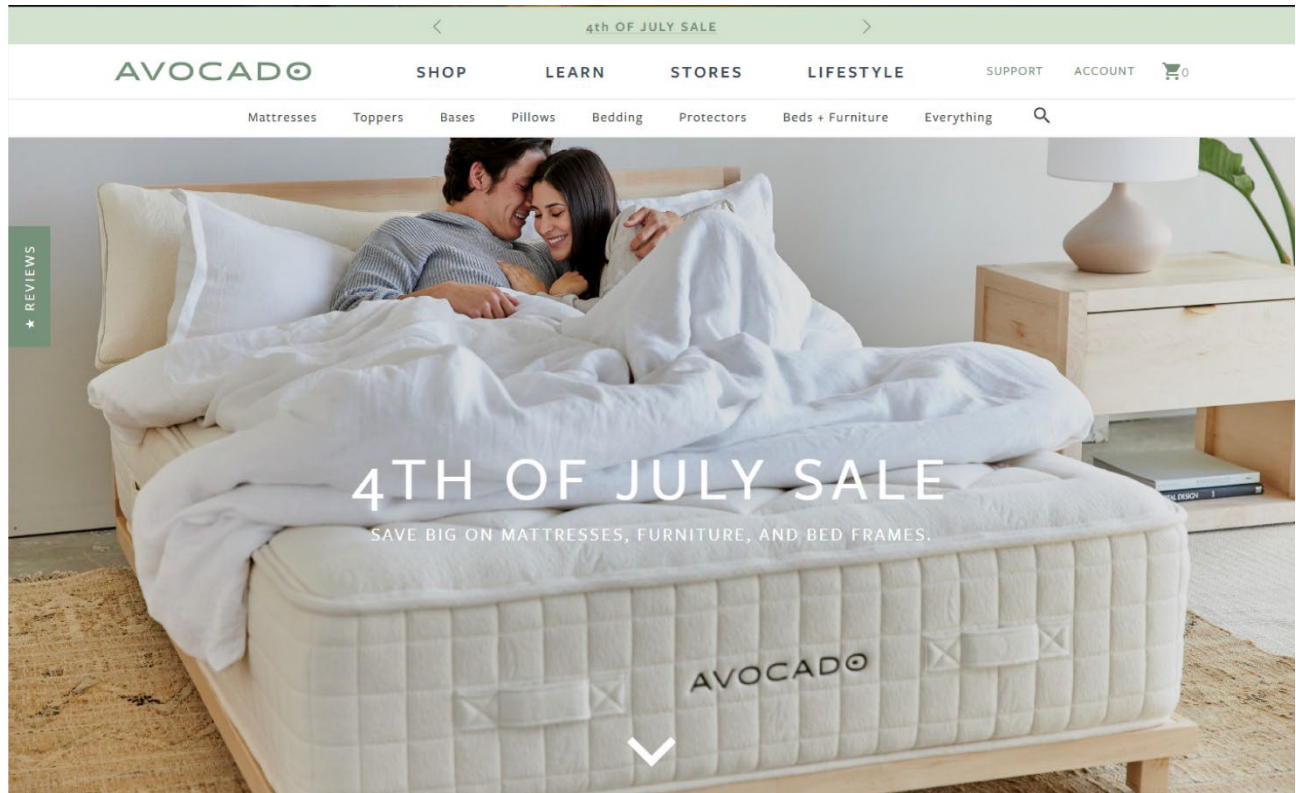 4th OF JULY SALE
AVOCADO
SHOP LEARN STORES LIFESTYLE
SUPPORT ACCOUNT 0
Mattresses Toppers Bases Pillows Bedding Protectors Beds + Furniture Everything
★ REVIEWS
4TH OF JULY SALE
SAVE BIG ON MATTRESSES, FURNITURE, AND BED FRAMES.
AVOCADO